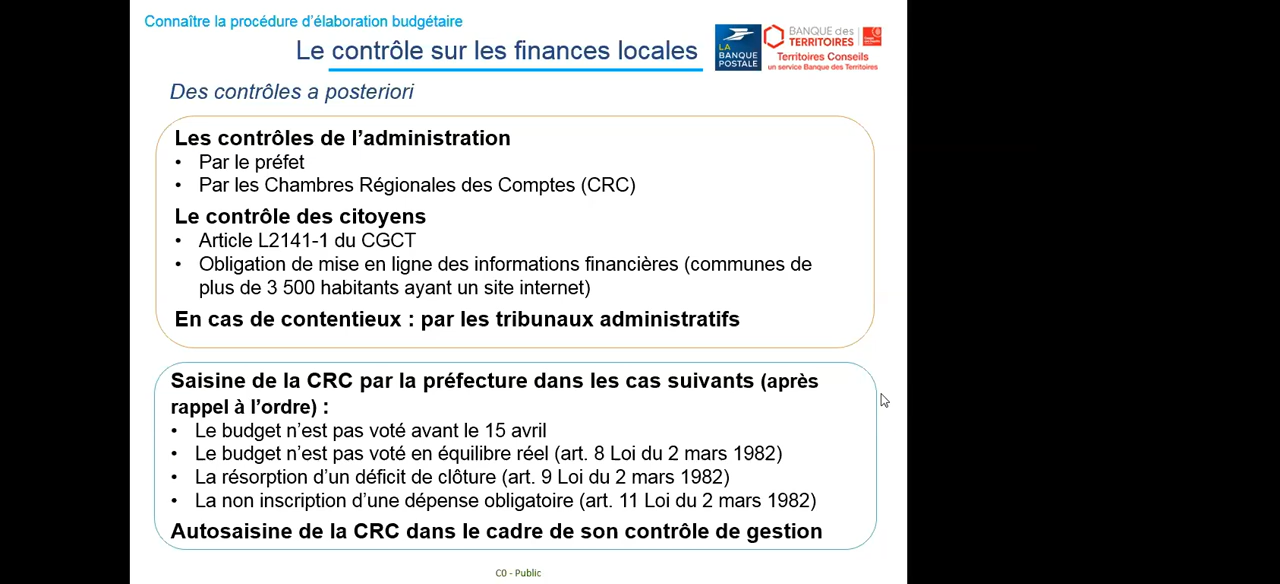 Connaître la procédure d'élaboration budgétaire
Le contrôle sur les finances locales
LA
BANQUE
POSTALE
BANQUE des
TERRITOIRES
Territoires Conseils
un service Banque des Territoires
Des contrôles a posteriori
Les contrôles de l'administration
• Par le préfet
• Par les Chambres Régionales des Comptes (CRC)
Le contrôle des citoyens
• Article L2141-1 du CGCT
• Obligation de mise en ligne des informations financières (communes de
plus de 3 500 habitants ayant un site internet)
En cas de contentieux : par les tribunaux administratifs
Saisine de la CRC par la préfecture dans les cas suivants (après
rappel à l'ordre) :
• Le budget n'est pas voté avant le 15 avril
• Le budget n'est pas voté en équilibre réel (art. 8 Loi du 2 mars 1982)
• La résorption d'un déficit de clôture (art. 9 Loi du 2 mars 1982)
• La non inscription d'une dépense obligatoire (art. 11 Loi du 2 mars 1982)
Autosaisine de la CRC dans le cadre de son contrôle de gestion
C0 - Public